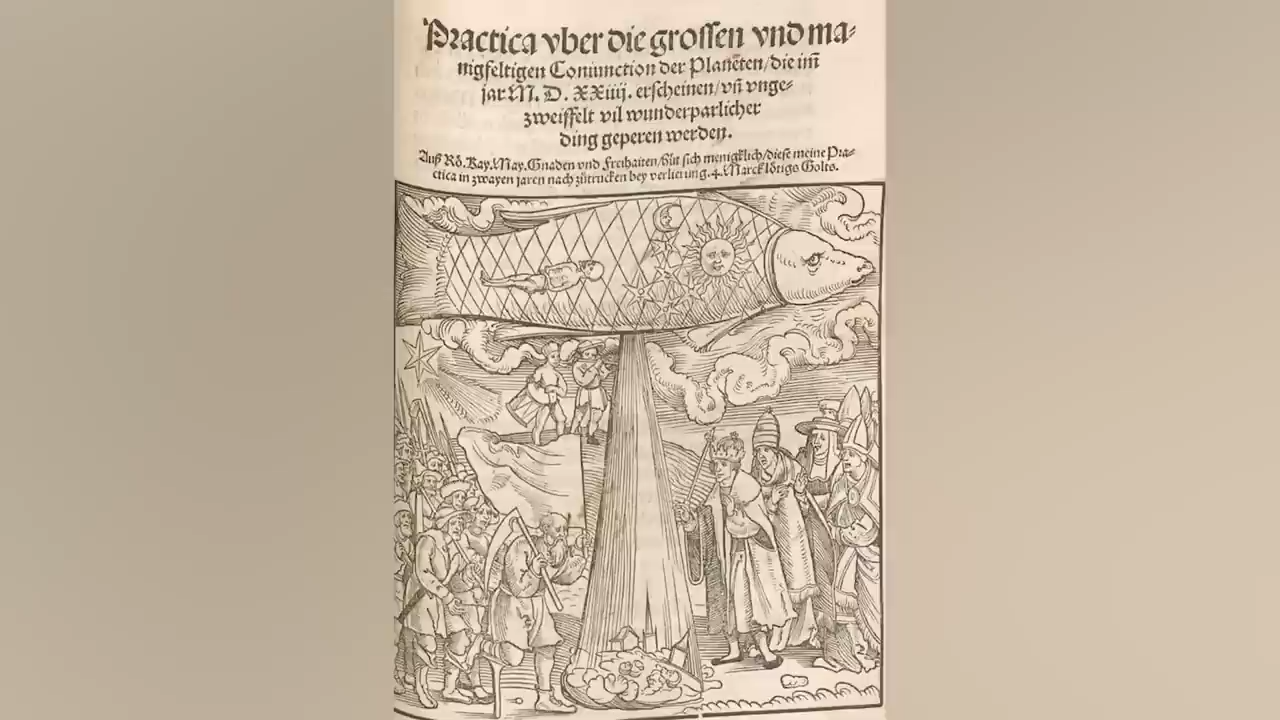 Practica vber die grossen vnd ma-
nigfeltigen Coniunction der Planeten/die im̄
jar M. D. XXiiij. erscheinen/vn̄ vnge-
zweiffelt vil wunderparlicher
ding geperen werden.
Auß Rö. Kay. May. Gnaden vnd Freihaiten/Hüt sich menigklich/diese meine Pra-
ctica in zwayen jaren nach zůtrucken bey verlierung .4. Marck lötigs Golts.